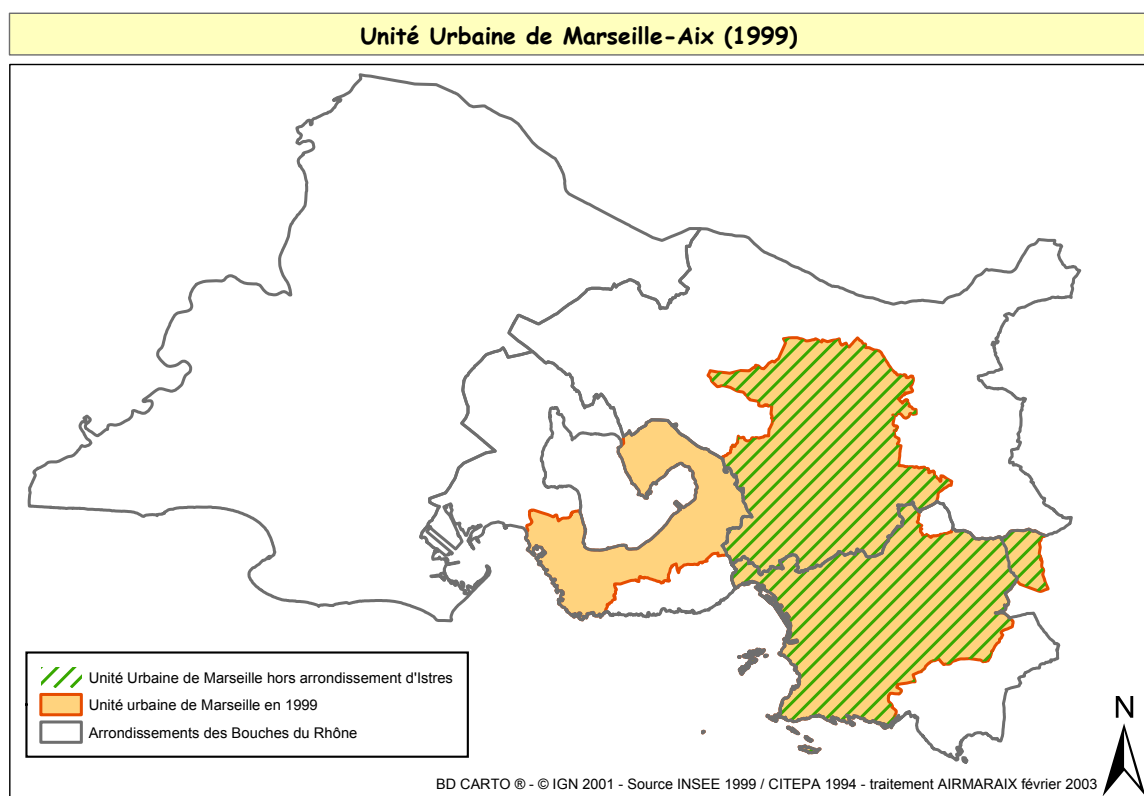 Unité Urbaine de Marseille-Aix (1999)
Unité Urbaine de Marseille hors arrondissement d'Istres
Unité urbaine de Marseille en 1999
Arrondissements des Bouches du Rhône
N
BD CARTO ® - © IGN 2001 - Source INSEE 1999 / CITEPA 1994 - traitement AIRMARAIX février 2003